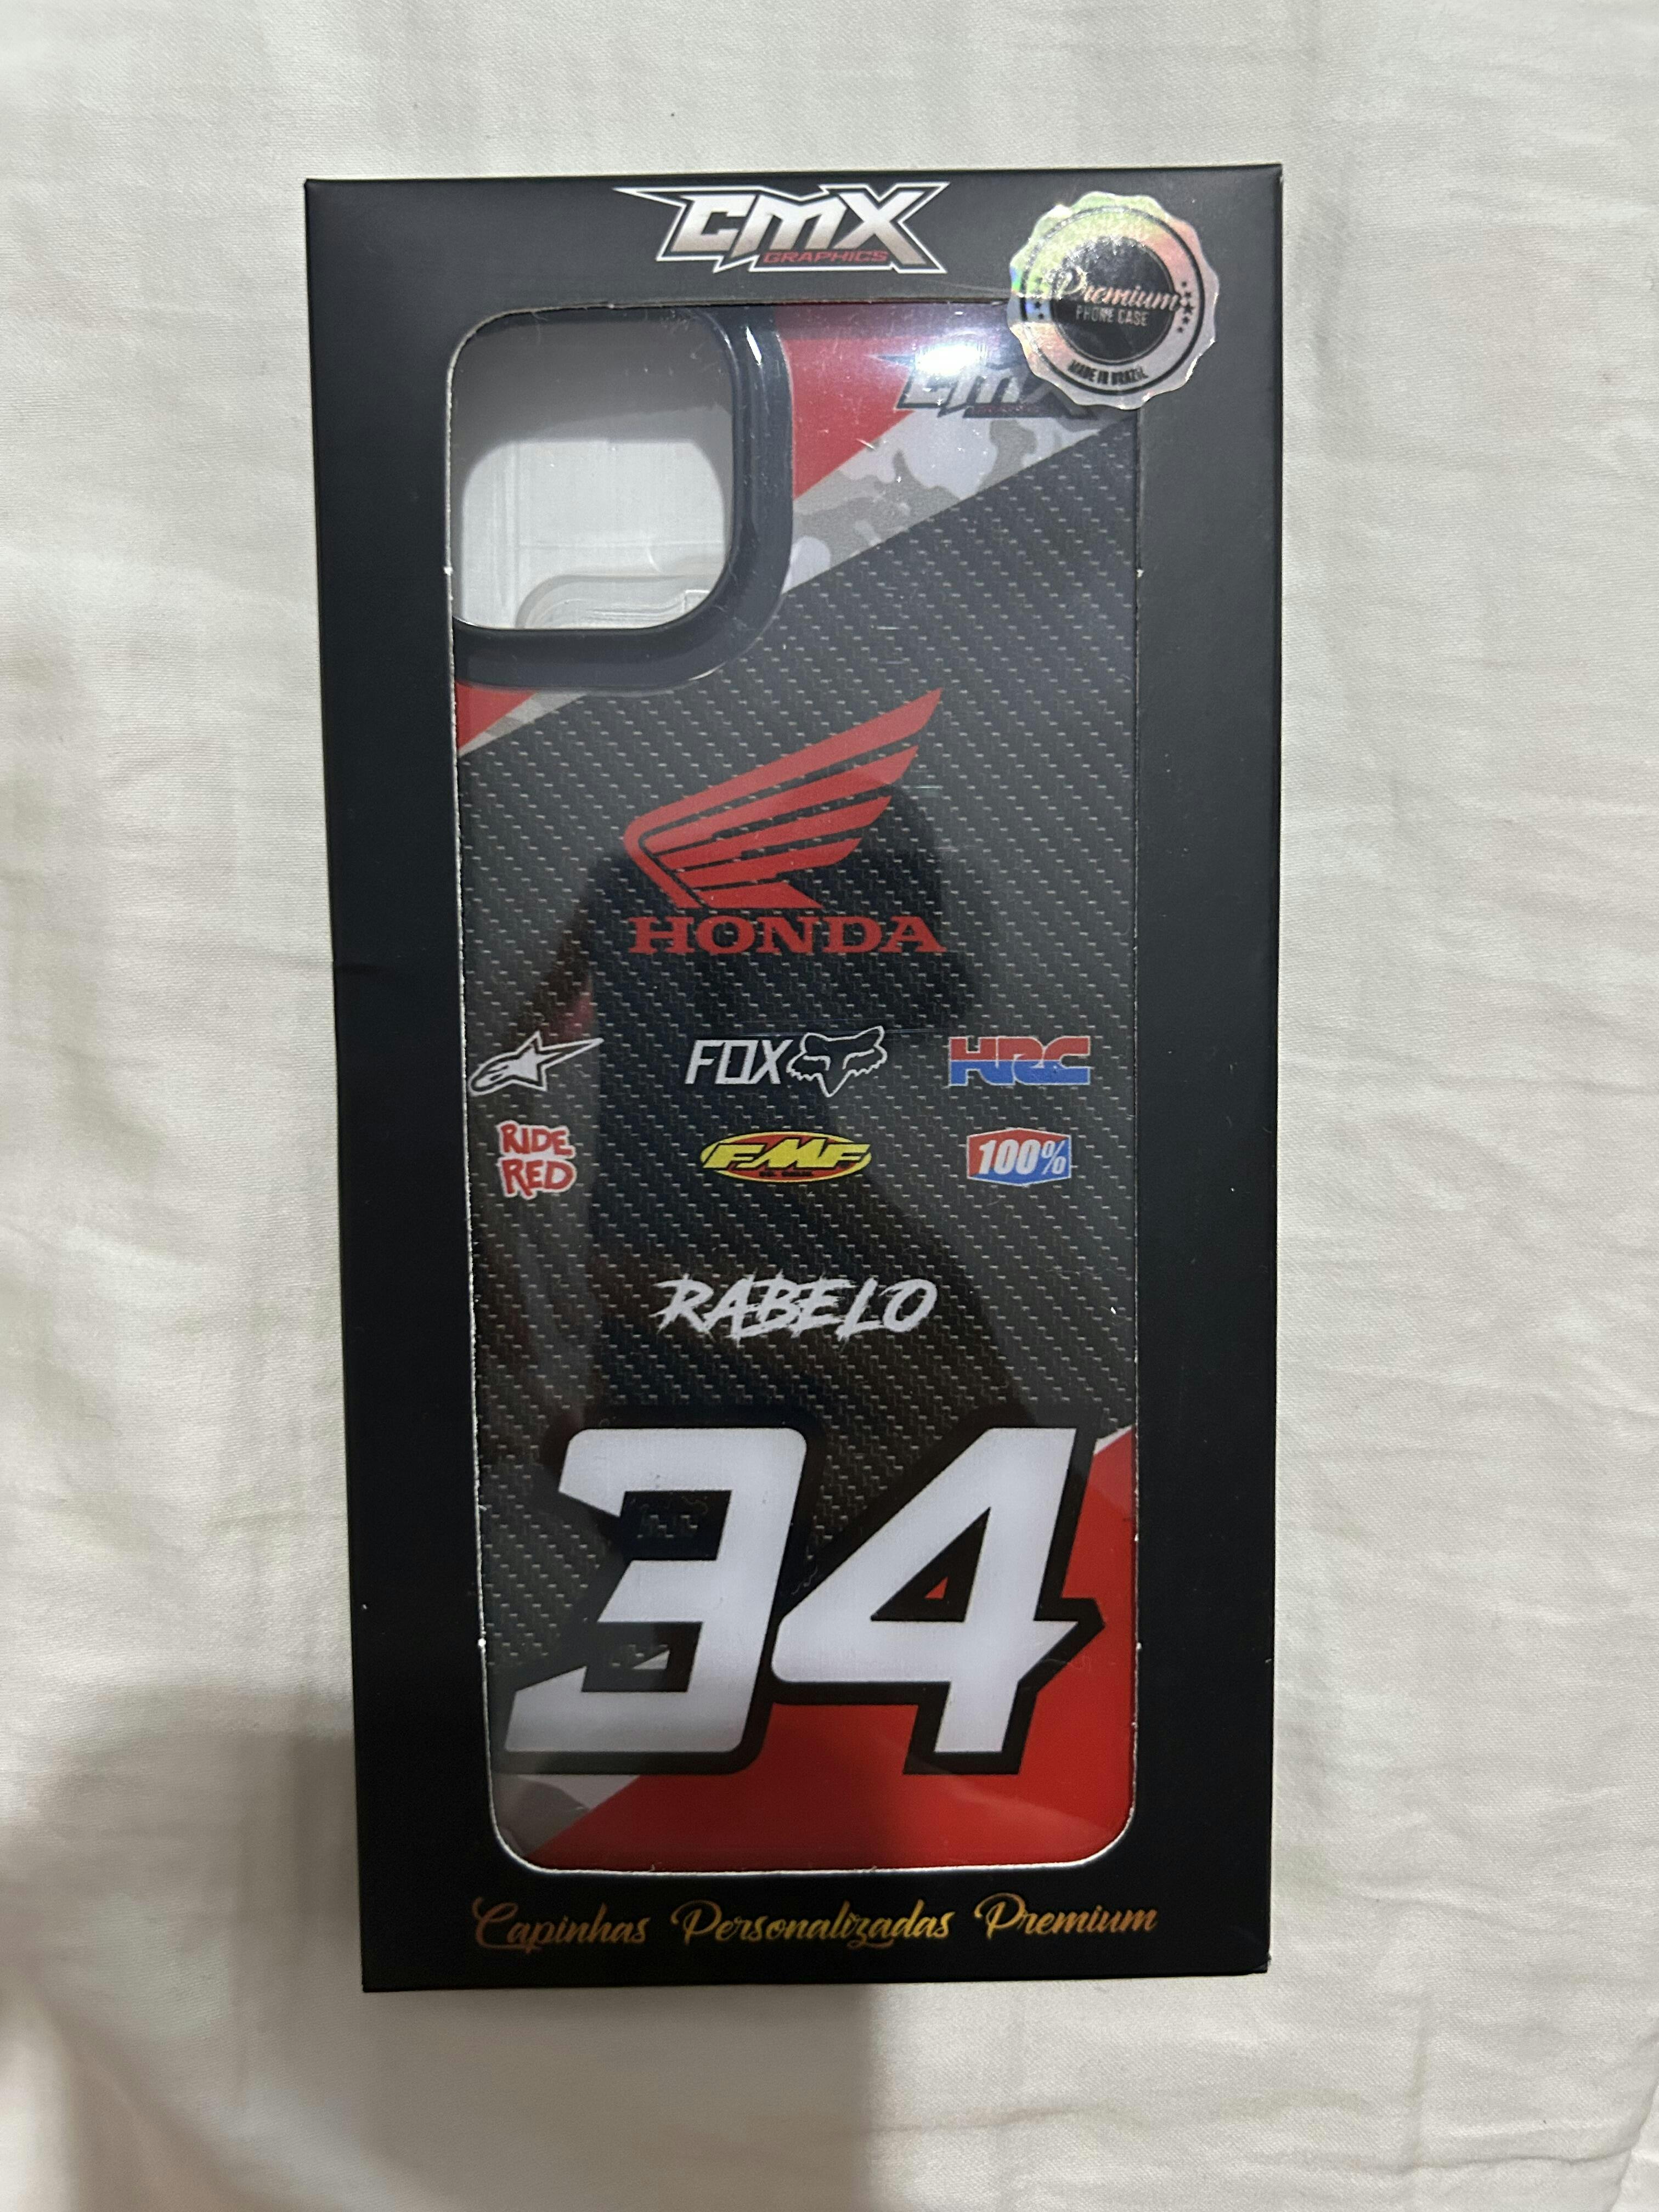 CMX
GRAPHICS
Premium
PHONE CASE
MADE IN BRAZIL
CMX
HONDA
FOX
HRC
RIDE
RED
FMF
100%
RABELO
34
Capinhas Personalizadas Premium